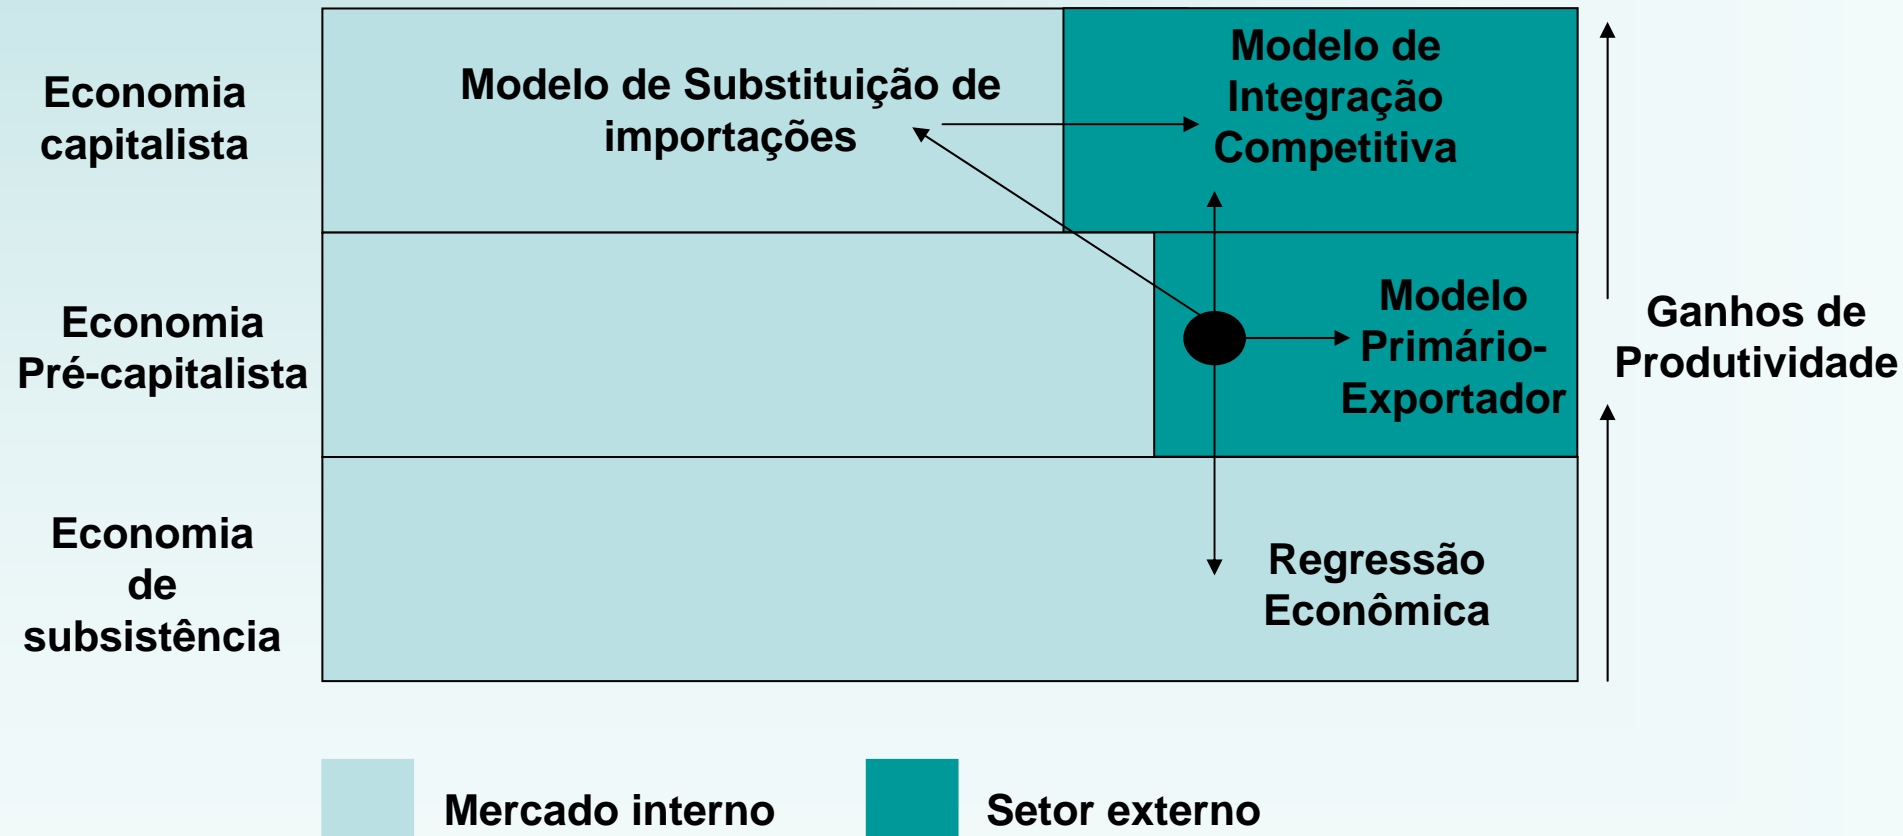 Economia
capitalista
Modelo de Substituição de
importações
Modelo de
Integração
Competitiva
Economia
Pré-capitalista
Modelo
Primário-
Exportador
Ganhos de
Produtividade
Economia
de
subsistência
Regressão
Econômica
Mercado interno
Setor externo